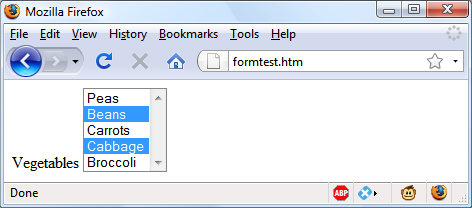 Mozilla Firefox
File Edit View History Bookmarks Tools Help
formtest.htm
Peas
Beans
Carrots
Cabbage
Vegetables Broccoli
Done ABP